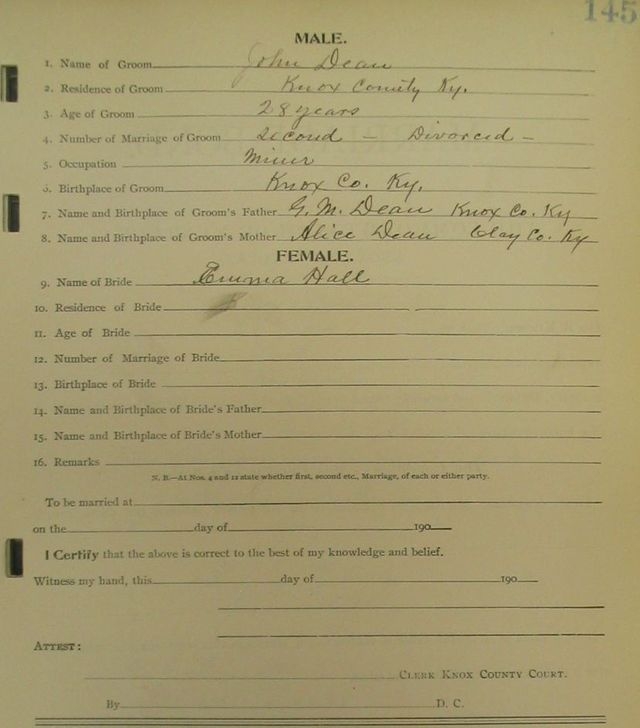 145
MALE.
1. Name of Groom John Dean
2. Residence of Groom Knox County Ky.
3. Age of Groom 28 years
4. Number of Marriage of Groom second - Divorced -
5. Occupation Miner
6. Birthplace of Groom Knox Co. Ky.
7. Name and Birthplace of Groom's Father G. M. Dean Knox Co. Ky
8. Name and Birthplace of Groom's Mother Alice Dean Clay Co. Ky
FEMALE.
9. Name of Bride Emma Hall
10. Residence of Bride
11. Age of Bride
12. Number of Marriage of Bride
13. Birthplace of Bride
14. Name and Birthplace of Bride's Father
15. Name and Birthplace of Bride's Mother
16. Remarks
N. B.—At Nos. 4 and 12 state whether first, second etc., Marriage, of each or either party.
To be married at
on the day of 190
I Certify that the above is correct to the best of my knowledge and belief.
Witness my hand, this day of 190
ATTEST:
CLERK KNOX COUNTY COURT.
By D. C.